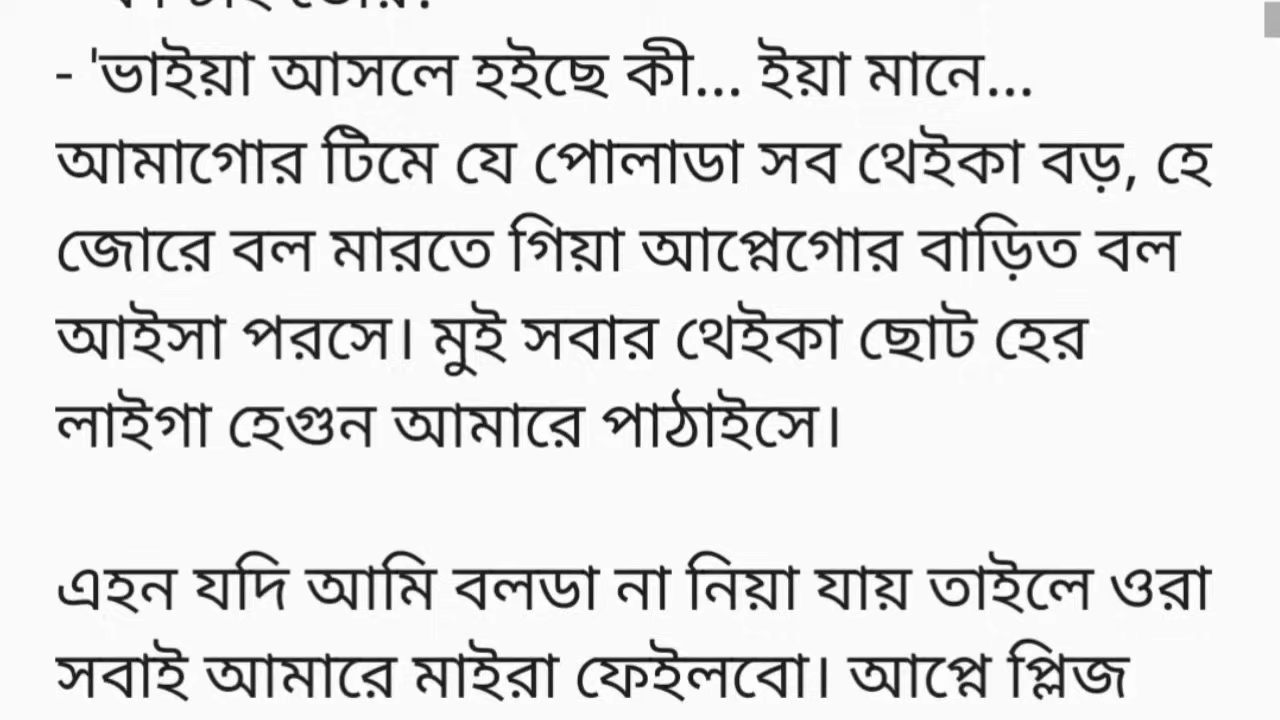 - 'ভাইয়া আসলে হইছে কী... ইয়া মানে...
আমাগোর টিমে যে পোলাডা সব থেইকা বড়, হে
জোরে বল মারতে গিয়া আপ্নেগোর বাড়িত বল
আইসা পরসে। মুই সবার থেইকা ছোট হের
লাইগা হেগুন আমারে পাঠাইসে।
এহন যদি আমি বলডা না নিয়া যায় তাইলে ওরা
সবাই আমারে মাইরা ফেইলবো। আপ্নে প্লিজ